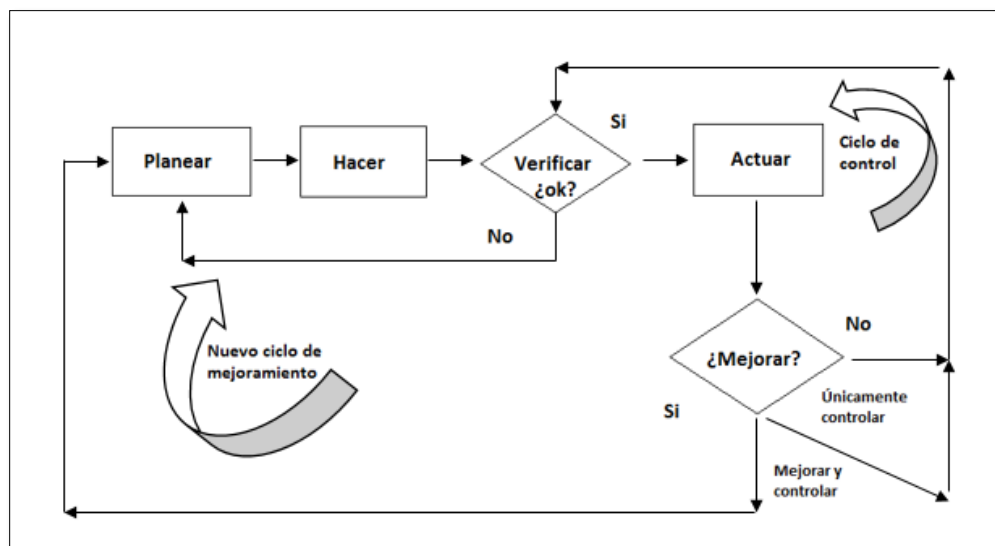 Si
Planear
Hacer
Verificar
¿ok?
Actuar
Ciclo de
control
No
Nuevo ciclo de
mejoramiento
¿Mejorar?
No
Si
Únicamente
controlar
Mejorar y
controlar